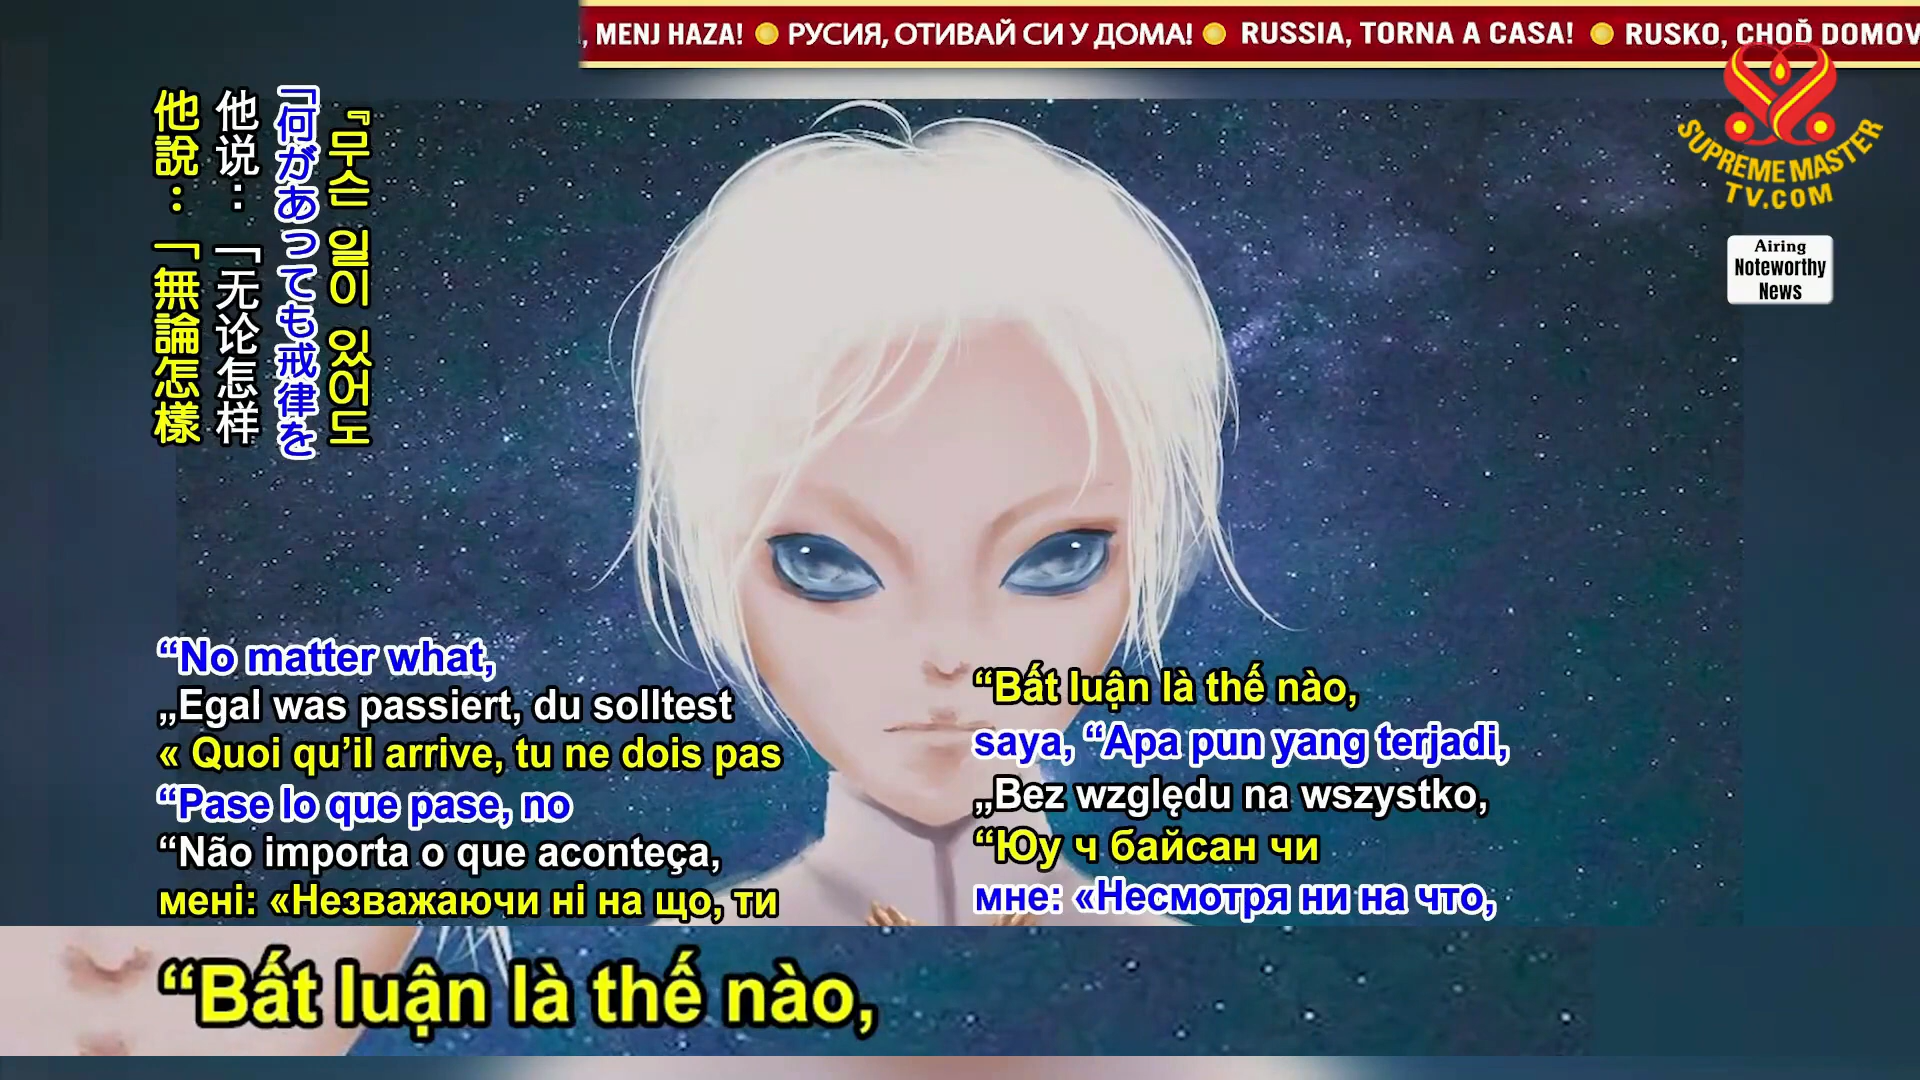 , MENJ HAZA! РУСИЯ, ОТИВАЙ СИ У ДОМА! RUSSIA, TORNA A CASA! RUSKO, CHOĎ DOMOV
SUPREME MASTER
TV.COM
Airing
Noteworthy
News
『무슨 일이 있어도
「何があっても戒律を
他说：「无论怎样
他說：「無論怎樣
“No matter what,
„Egal was passiert, du solltest
« Quoi qu’il arrive, tu ne dois pas
“Pase lo que pase, no
“Não importa o que aconteça,
мені: «Незважаючи ні на що, ти
“Bất luận là thế nào,
saya, “Apa pun yang terjadi,
„Bez względu na wszystko,
“Юу ч байсан чи
мне: «Несмотря ни на что,
“Bất luận là thế nào,